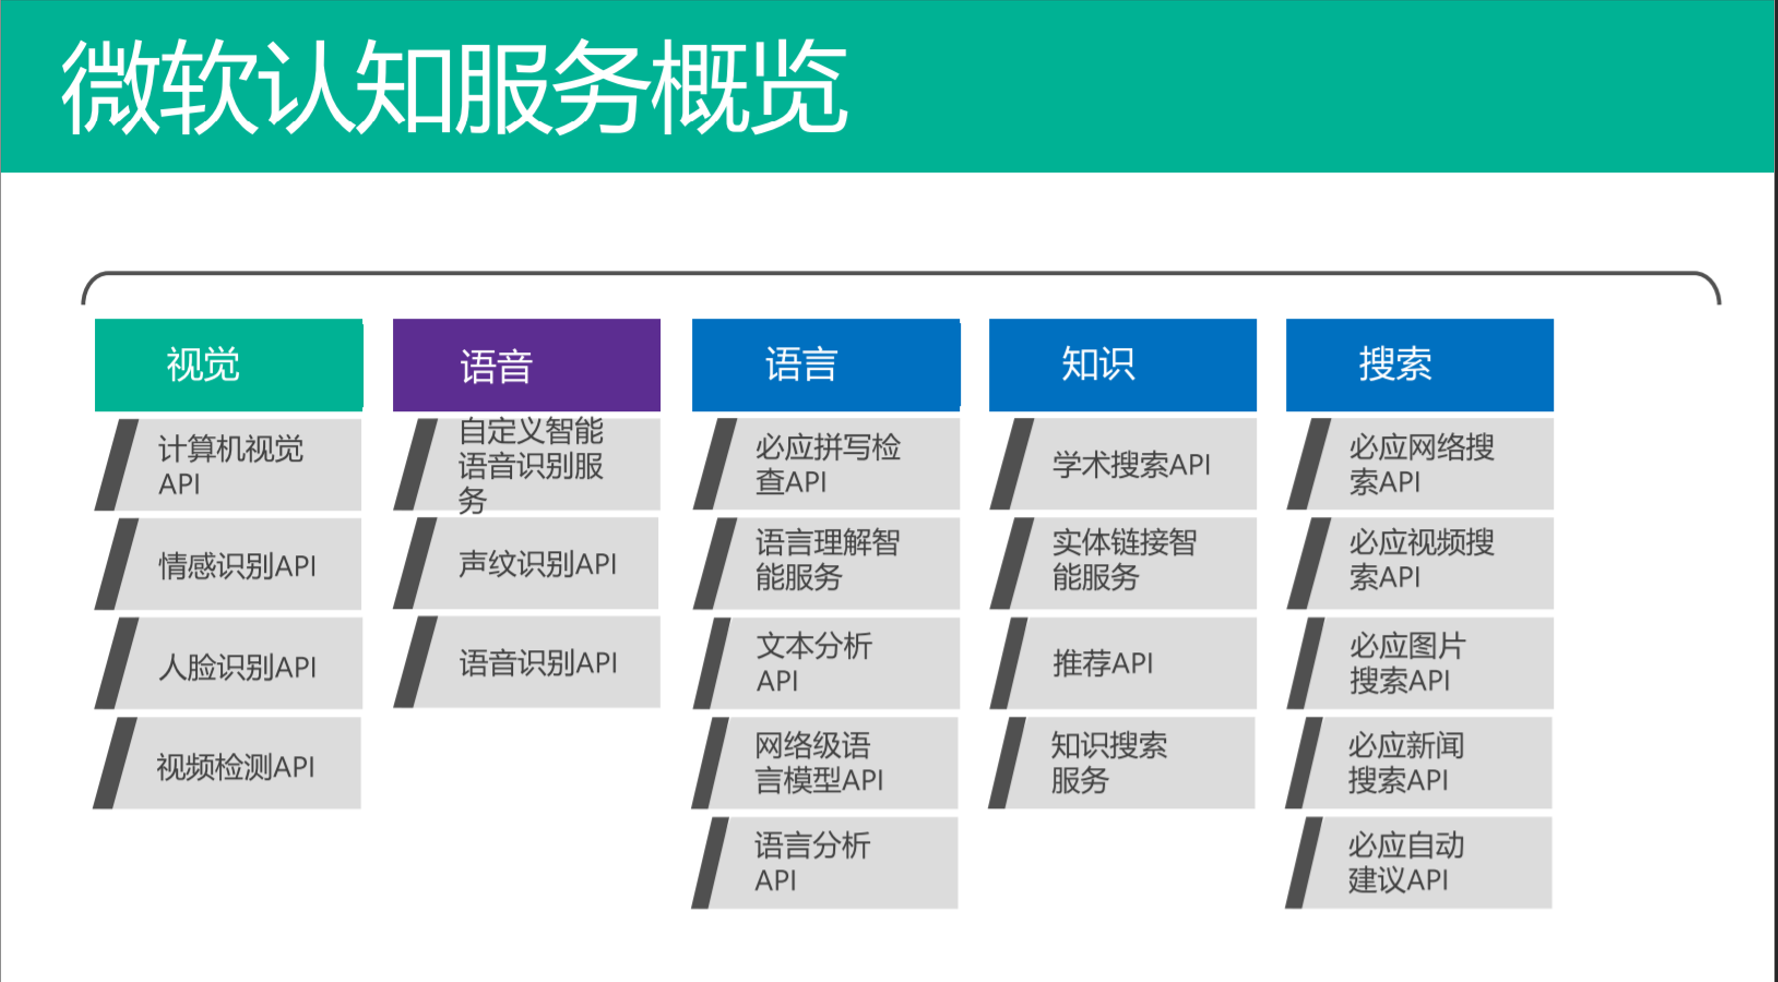 微软认知服务概览
视觉
计算机视觉
API
情感识别API
人脸识别API
视频检测API
语音
自定义智能
语音识别服
务
声纹识别API
语音识别API
语言
必应拼写检
查API
语言理解智
能服务
文本分析
API
网络级语
言模型API
语言分析
API
知识
学术搜索API
实体链接智
能服务
推荐API
知识搜索
服务
搜索
必应网络搜
索API
必应视频搜
索API
必应图片
搜索API
必应新闻
搜索API
必应自动
建议API